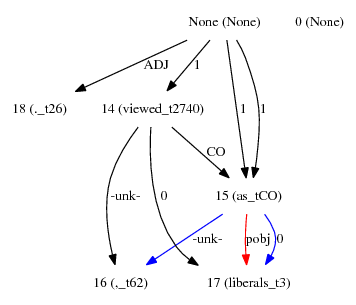 None (None) 0 (None)
ADJ 1
18 (._t26) 14 (viewed_t2740) 1 1
CO
-unk- 0 15 (as_tCO)
-unk- pobj 0
16 (,_t62) 17 (liberals_t3)